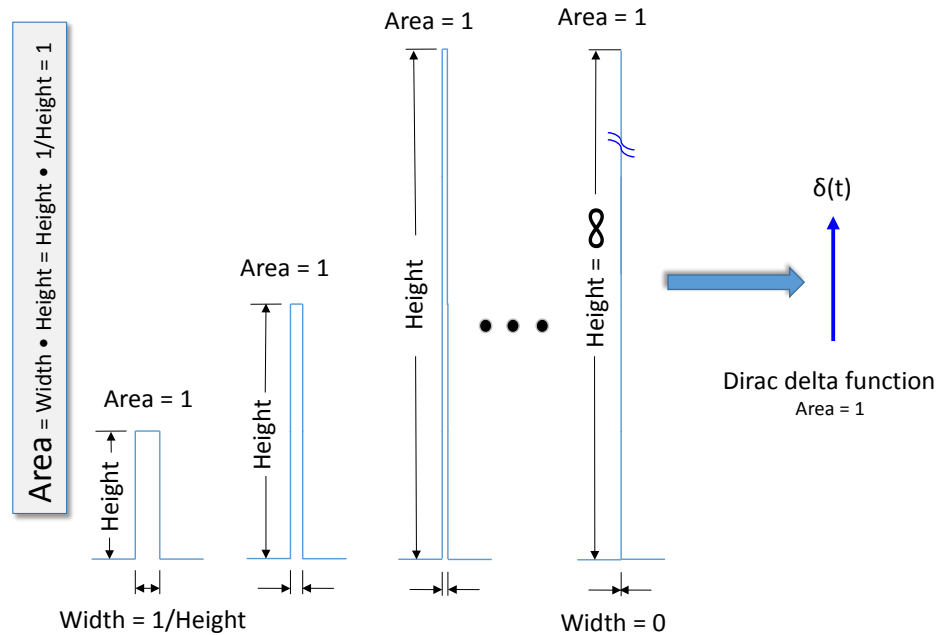 Area = Width • Height = Height • 1/Height = 1
Area = 1
Height
Width = 1/Height
Area = 1
Height
Area = 1
Height
Area = 1
Height = ∞
Width = 0
δ(t)
Dirac delta function
Area = 1